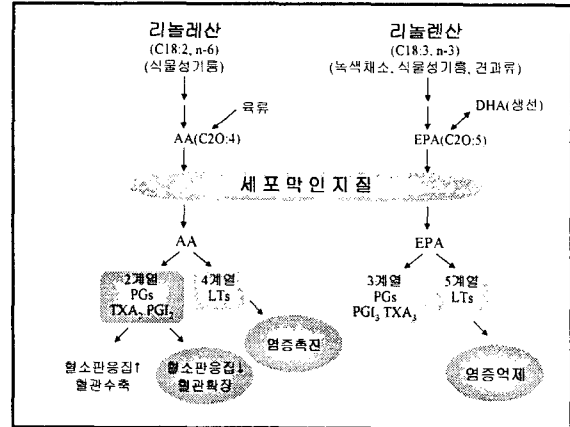 리놀레산
(C18:2, n-6)
(식물성기름)
육류
AA(C2O:4)
리놀렌산
(C18:3, n-3)
(녹색채소, 식물성기름, 견과류)
DHA(생선)
EPA(C2O:5)
세포막인지질
AA
2계열
PGs
TXA₂ PGI₂
4계열
LTs
혈소판응집↑
혈관수축
혈소판응집↓
혈관확장
염증촉진
EPA
3계열
PGs
PGI₃ TXA₃
5계열
LTs
염증억제